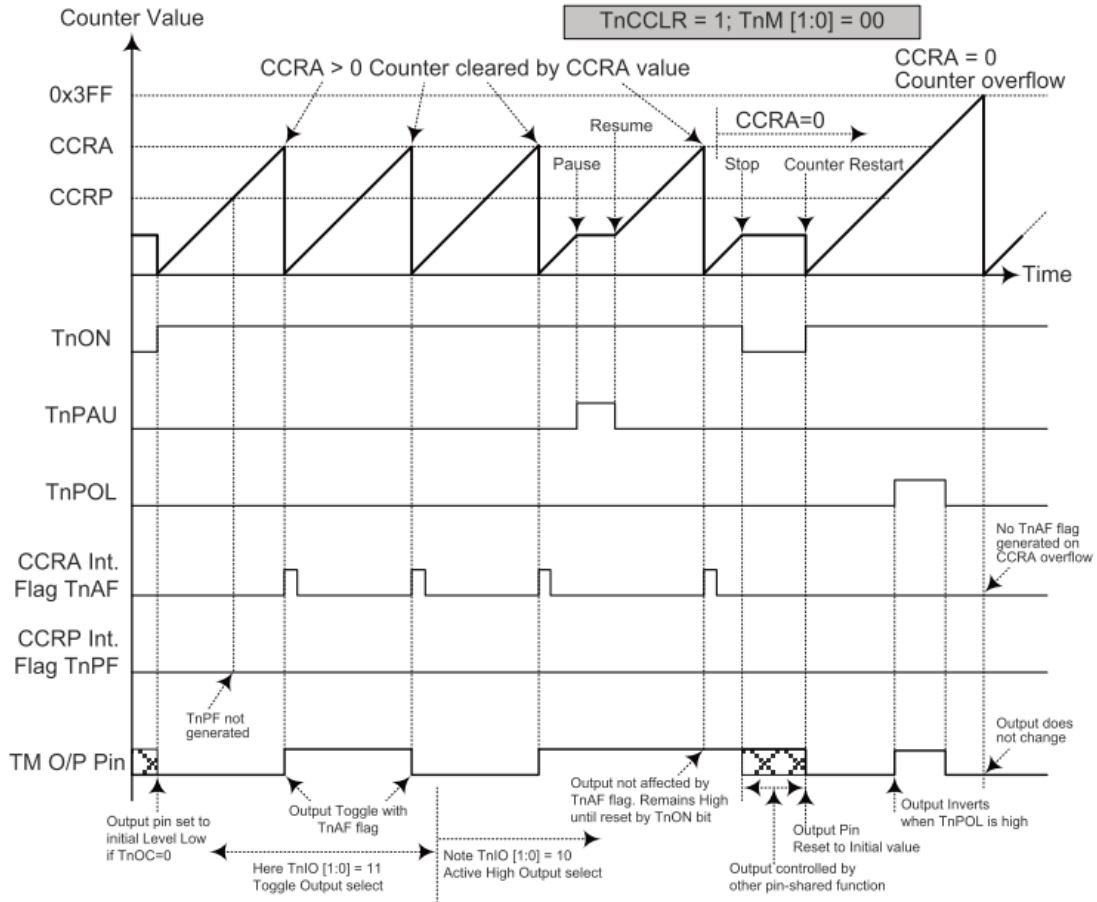 Counter Value
TnCCLR = 1; TnM [1:0] = 00
CCRA > 0 Counter cleared by CCRA value
CCRA = 0
Counter overflow
0x3FF
CCRA
CCRP
Resume
CCRA=0
Pause
Stop
Counter Restart
Time
TnON
TnPAU
TnPOL
No TnAF flag
generated on
CCRA overflow
CCRA Int.
Flag TnAF
CCRP Int.
Flag TnPF
TnPF not
generated
Output does
not change
TM O/P Pin
Output pin set to
initial Level Low
if TnOC=0
Output Toggle with
TnAF flag
Output not affected by
TnAF flag. Remains High
until reset by TnON bit
Output Inverts
when TnPOL is high
Output Pin
Reset to Initial value
Here TnIO [1:0] = 11
Toggle Output select
Note TnIO [1:0] = 10
Active High Output select
Output controlled by
other pin-shared function